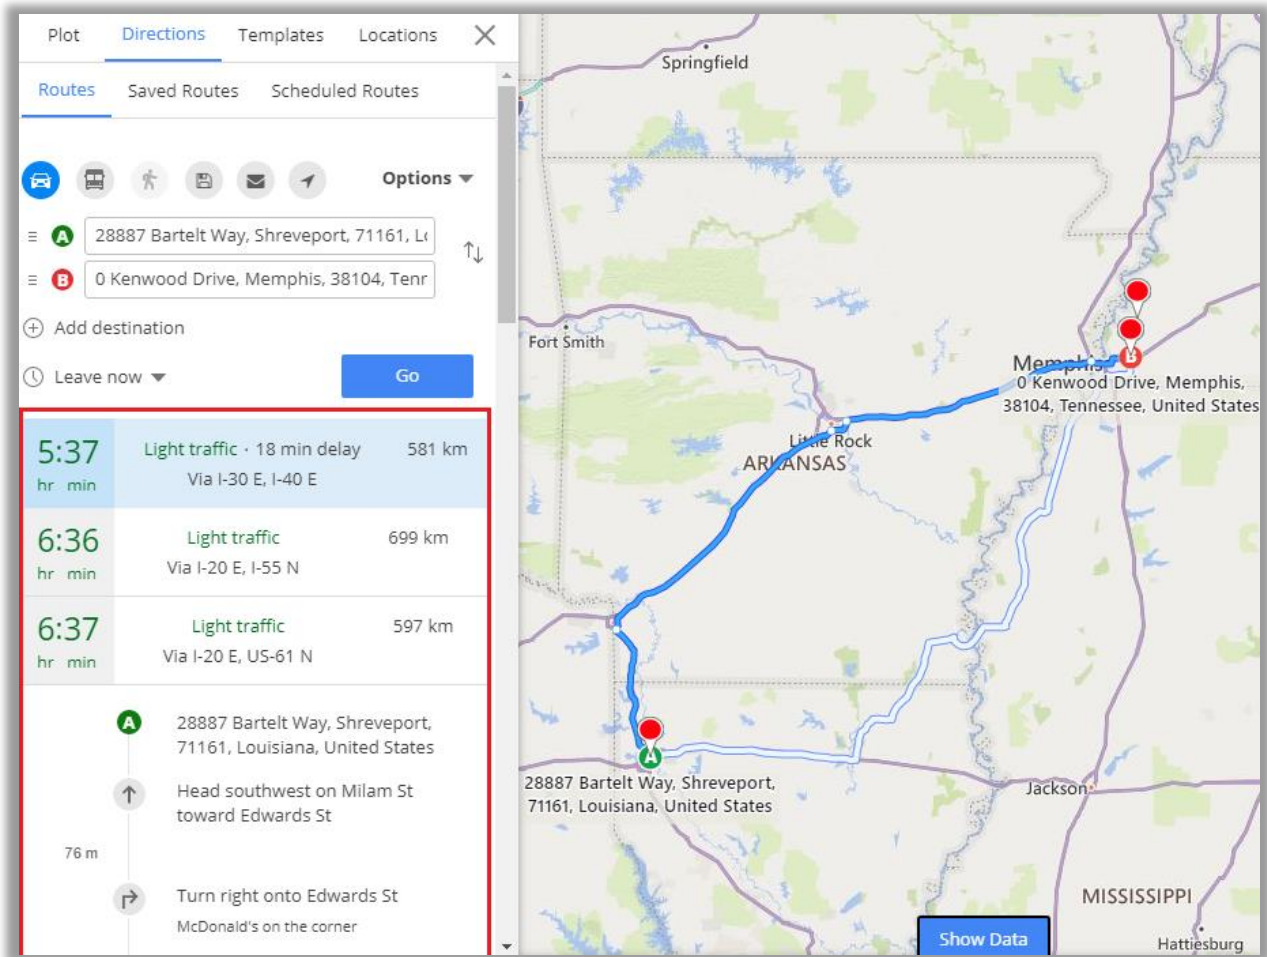 Plot Directions Templates Locations
Routes Saved Routes Scheduled Routes
Options
A 28887 Bartelt Way, Shreveport, 71161,
B 0 Kenwood Drive, Memphis, 38104, Tenn
Add destination
Leave now
Go
5:37 Light traffic · 18 min delay 581 km
hr min Via I-30 E, I-40 E
6:36 Light traffic 699 km
hr min Via I-20 E, I-55 N
6:37 Light traffic 597 km
hr min Via I-20 E, US-61 N
A 28887 Bartelt Way, Shreveport,
71161, Louisiana, United States
Head southwest on Milam St
toward Edwards St
76 m
Turn right onto Edwards St
McDonald's on the corner
Springfield
Fort Smith
Memphis
B
0 Kenwood Drive, Memphis,
38104, Tennessee, United States
Little Rock
ARKANSAS
A
28887 Bartelt Way, Shreveport,
71161, Louisiana, United States
Jackson
MISSISSIPPI
Show Data
Hattiesburg